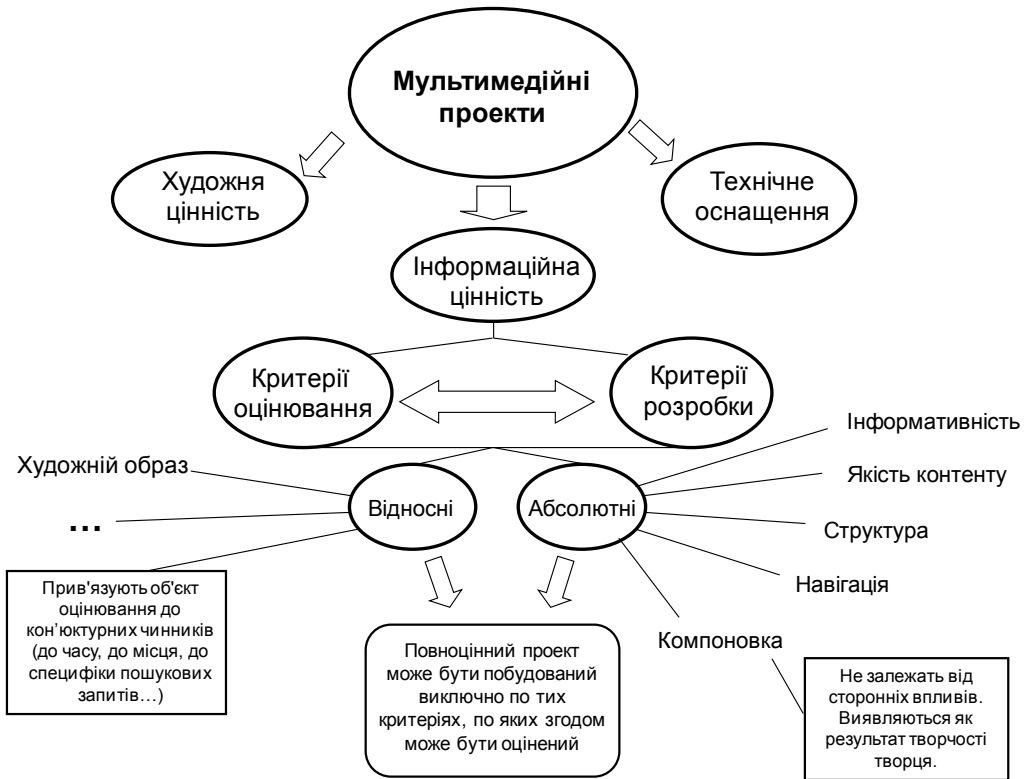 Мультимедійні
проекти
Художня
цінність
Технічне
оснащення
Інформаційна
цінність
Критерії
оцінювання
Критерії
розробки
Інформативність
Художній образ
Якість контенту
Відносні
Абсолютні
...
Структура
Навігація
Прив'язують об'єкт
оцінювання до
кон’юктурних чинників
(до часу, до місця, до
специфіки пошукових
запитів…)
Компоновка
Повноцінний проект
може бути побудований
виключно по тих
критеріях, по яких згодом
може бути оцінений
Не залежать від
сторонніх впливів.
Виявляються як
результат творчості
творця.